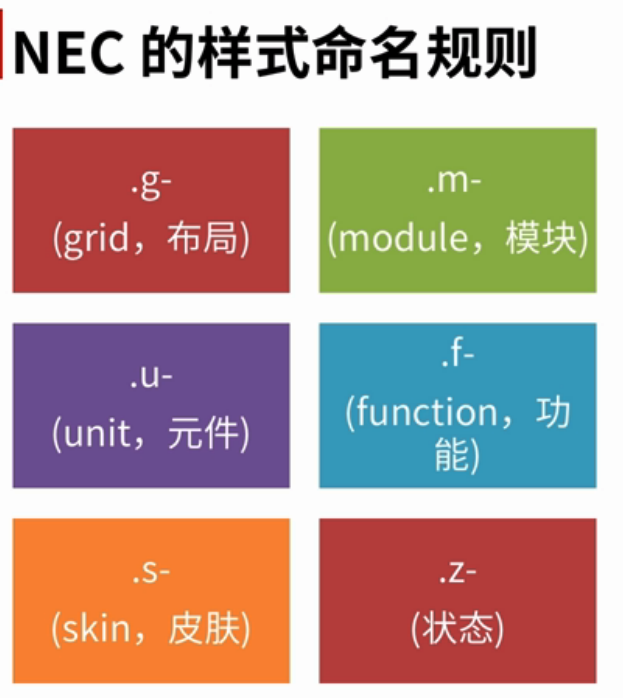 NEC 的样式命名规则
.g-
(grid，布局)
.m-
(module，模块)
.u-
(unit，元件)
.f-
(function，功
能)
.s-
(skin，皮肤)
.z-
(状态)